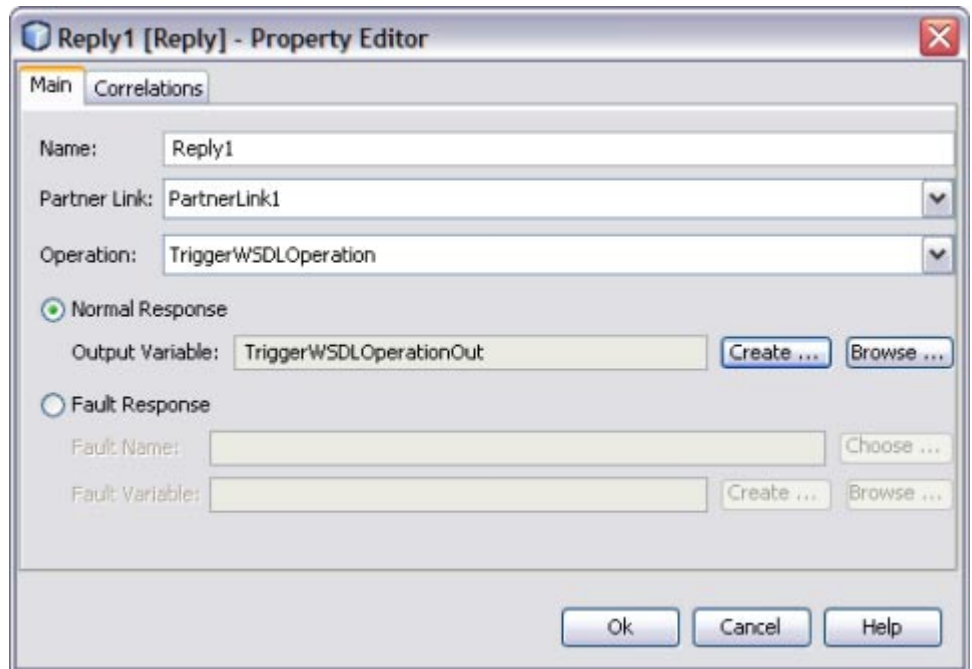 Reply1 [Reply] - Property Editor
Main Correlations
Name: Reply1
Partner Link: PartnerLink1
Operation: TriggerWSDLOperation
Normal Response
Output Variable: TriggerWSDLOperationOut Create ... Browse ...
Fault Response
Fault Name: Choose ...
Fault Variable: Create ... Browse ...
Ok Cancel Help